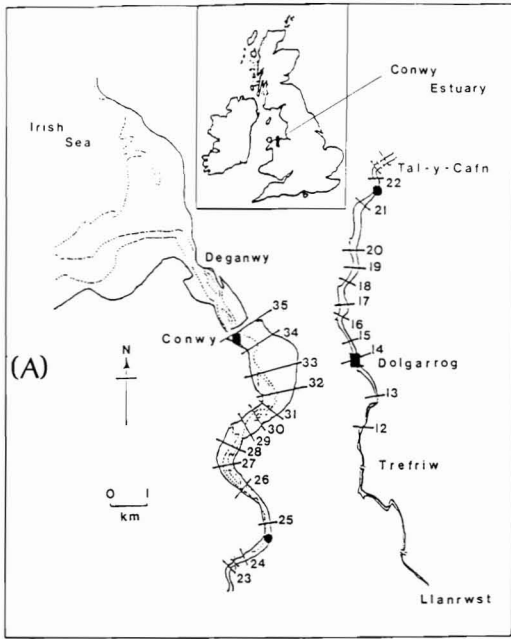 Conwy
Estuary
Irish
Sea
Tal-y-Cafn
22
21
Deganwy
20
19
18
35
17
Conwy
34
16
15
14
N
(A)
33
Dolgarrog
32
13
31
30
12
29
28
27
Trefriw
26
0 1
km
25
24
23
Llanrwst